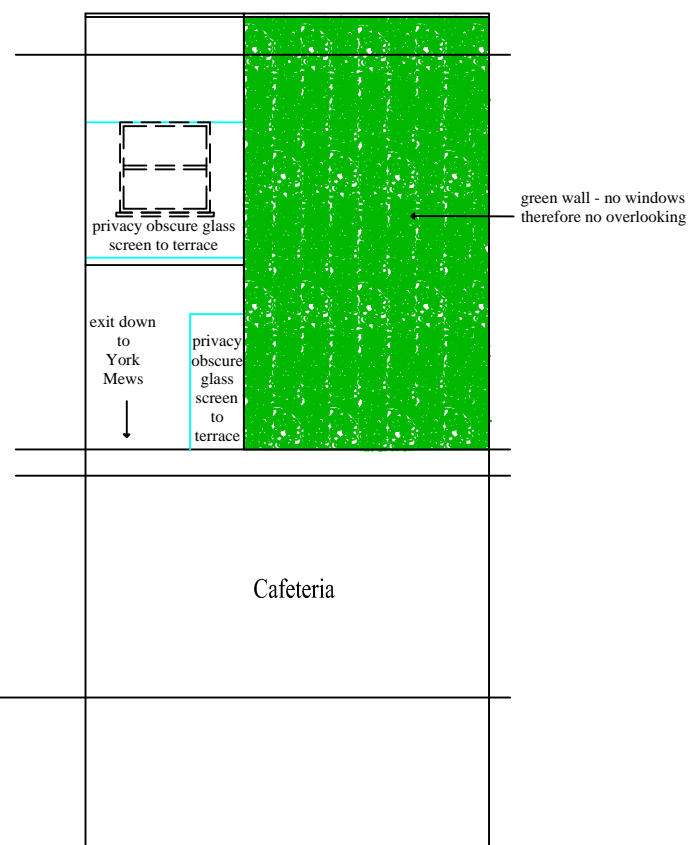 green wall - no windows
therefore no overlooking
privacy obscure glass
screen to terrace
exit down
to
York
Mews
privacy
obscure
glass
screen
to
terrace
Cafeteria